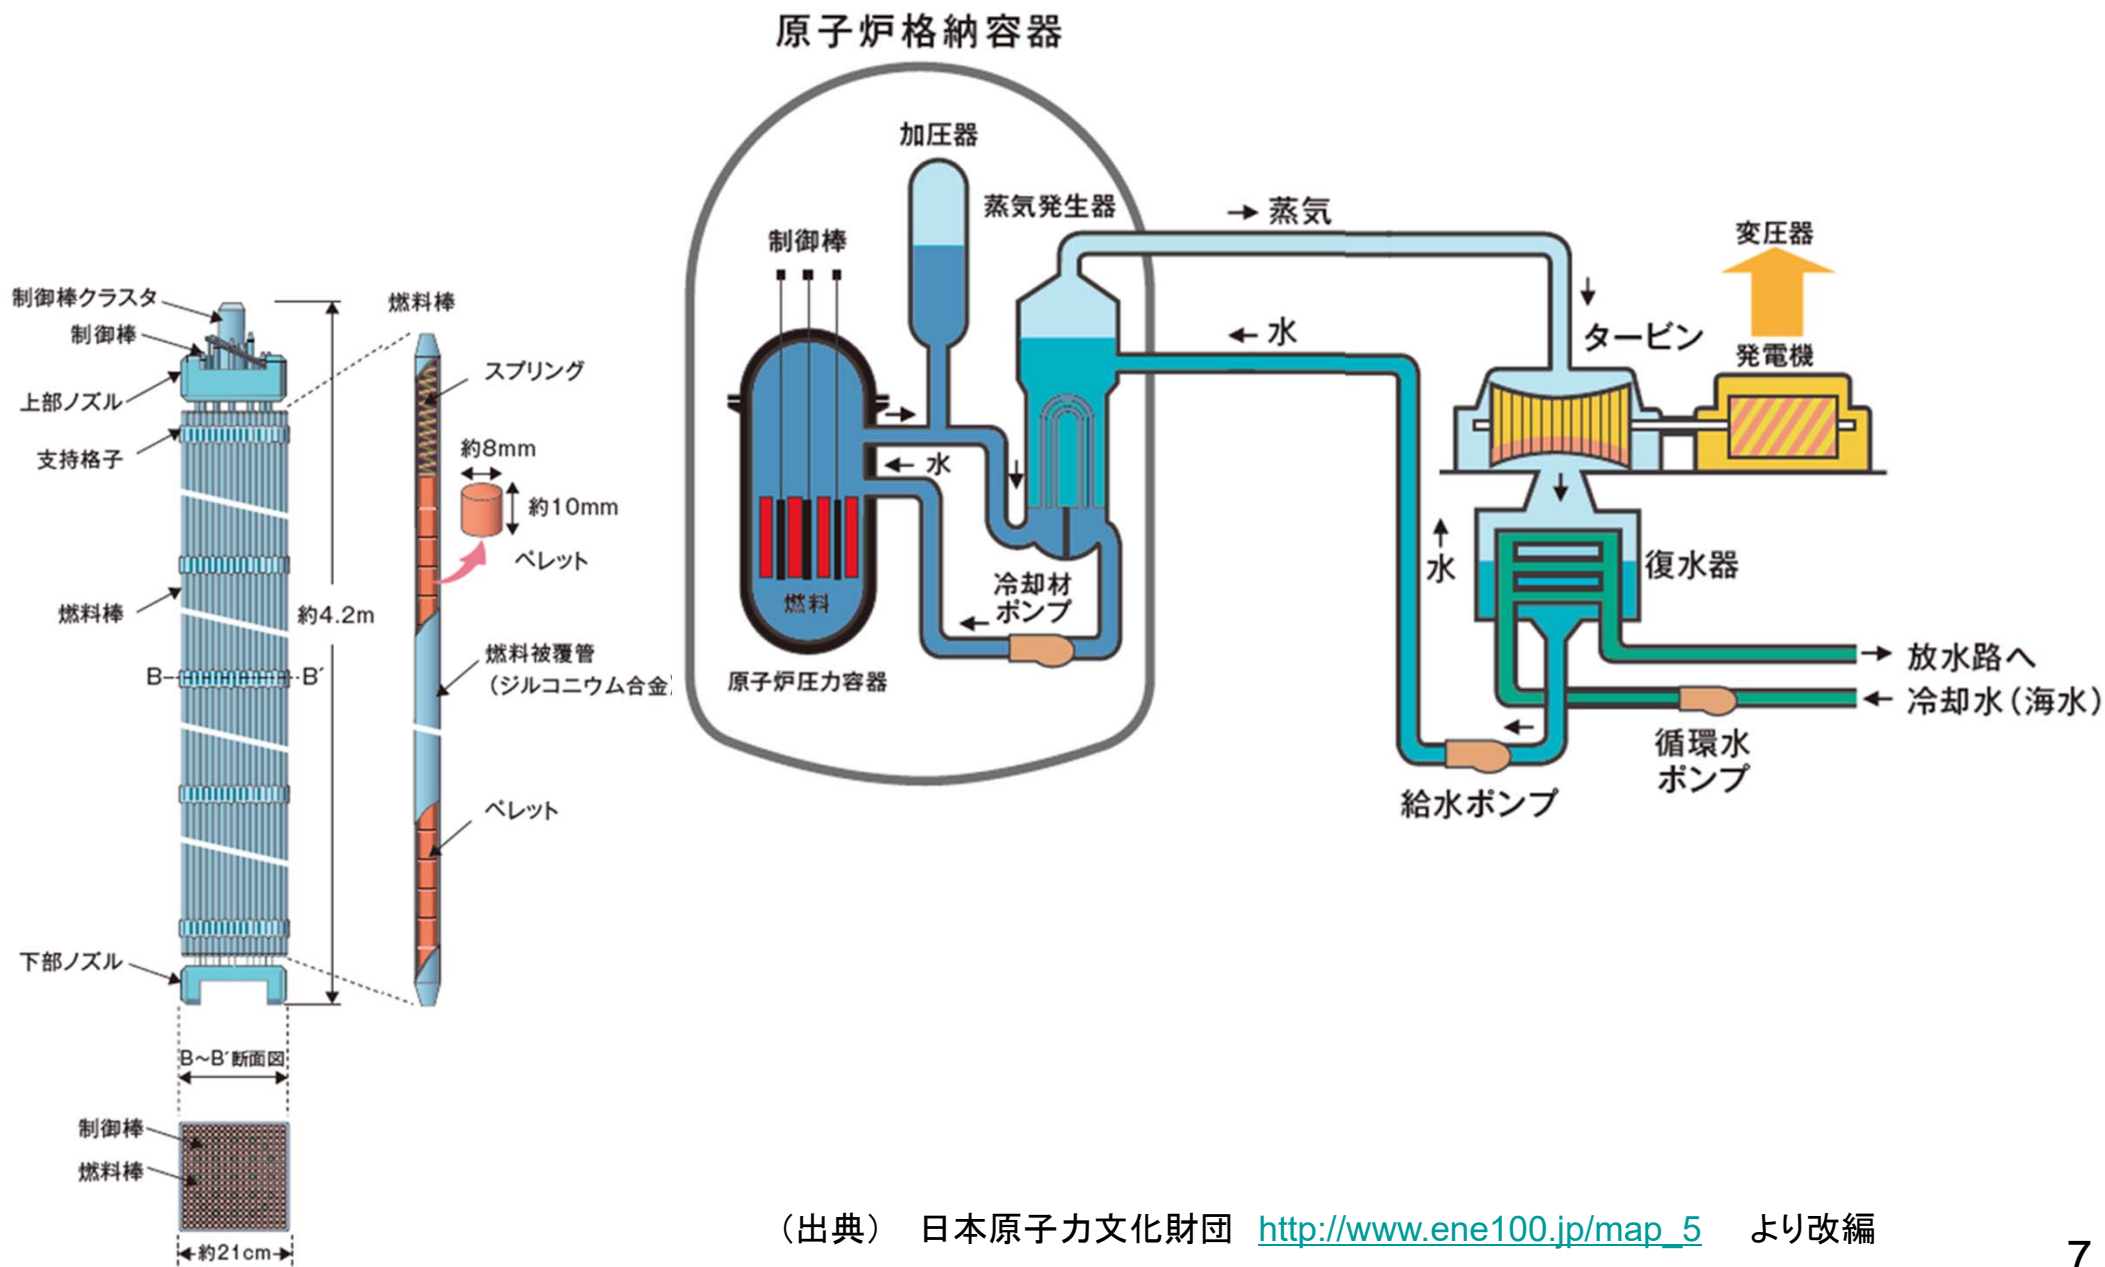 原子炉格納容器
加圧器
蒸気発生器
制御棒
→ 蒸気
変圧器
← 水
タービン
発電機
← 水
燃料
冷却材
ポンプ
原子炉圧力容器
水
復水器
→ 放水路へ
← 冷却水(海水)
循環水
ポンプ
給水ポンプ
制御棒クラスタ
制御棒
上部ノズル
支持格子
燃料棒
B
B´
約4.2m
下部ノズル
燃料棒
スプリング
約8mm
約10mm
ペレット
燃料被覆管
(ジルコニウム合金)
ペレット
B~B´断面図
制御棒
燃料棒
約21cm
(出典) 日本原子力文化財団 http://www.ene100.jp/map_5 より改編
7